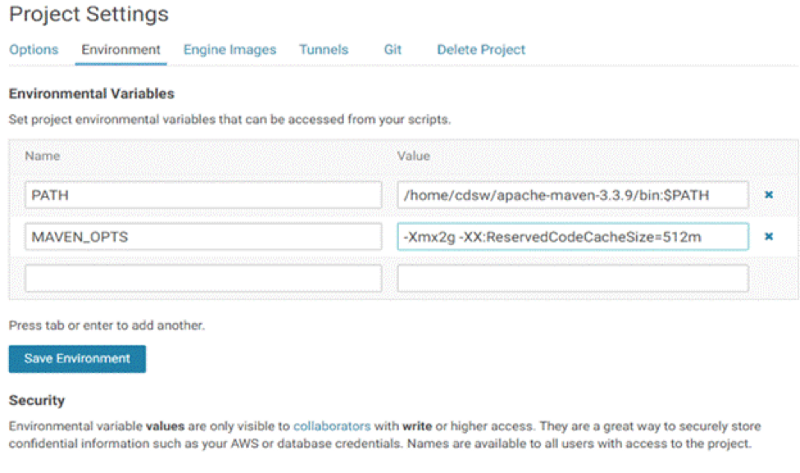 Project Settings
Options Environment Engine Images Tunnels Git Delete Project
Environmental Variables
Set project environmental variables that can be accessed from your scripts.
Name Value
PATH /home/cdsw/apache-maven-3.3.9/bin:$PATH ×
MAVEN_OPTS -Xmx2g -XX:ReservedCodeCacheSize=512m ×
Press tab or enter to add another.
Save Environment
Security
Environmental variable values are only visible to collaborators with write or higher access. They are a great way to securely store
confidential information such as your AWS or database credentials. Names are available to all users with access to the project.